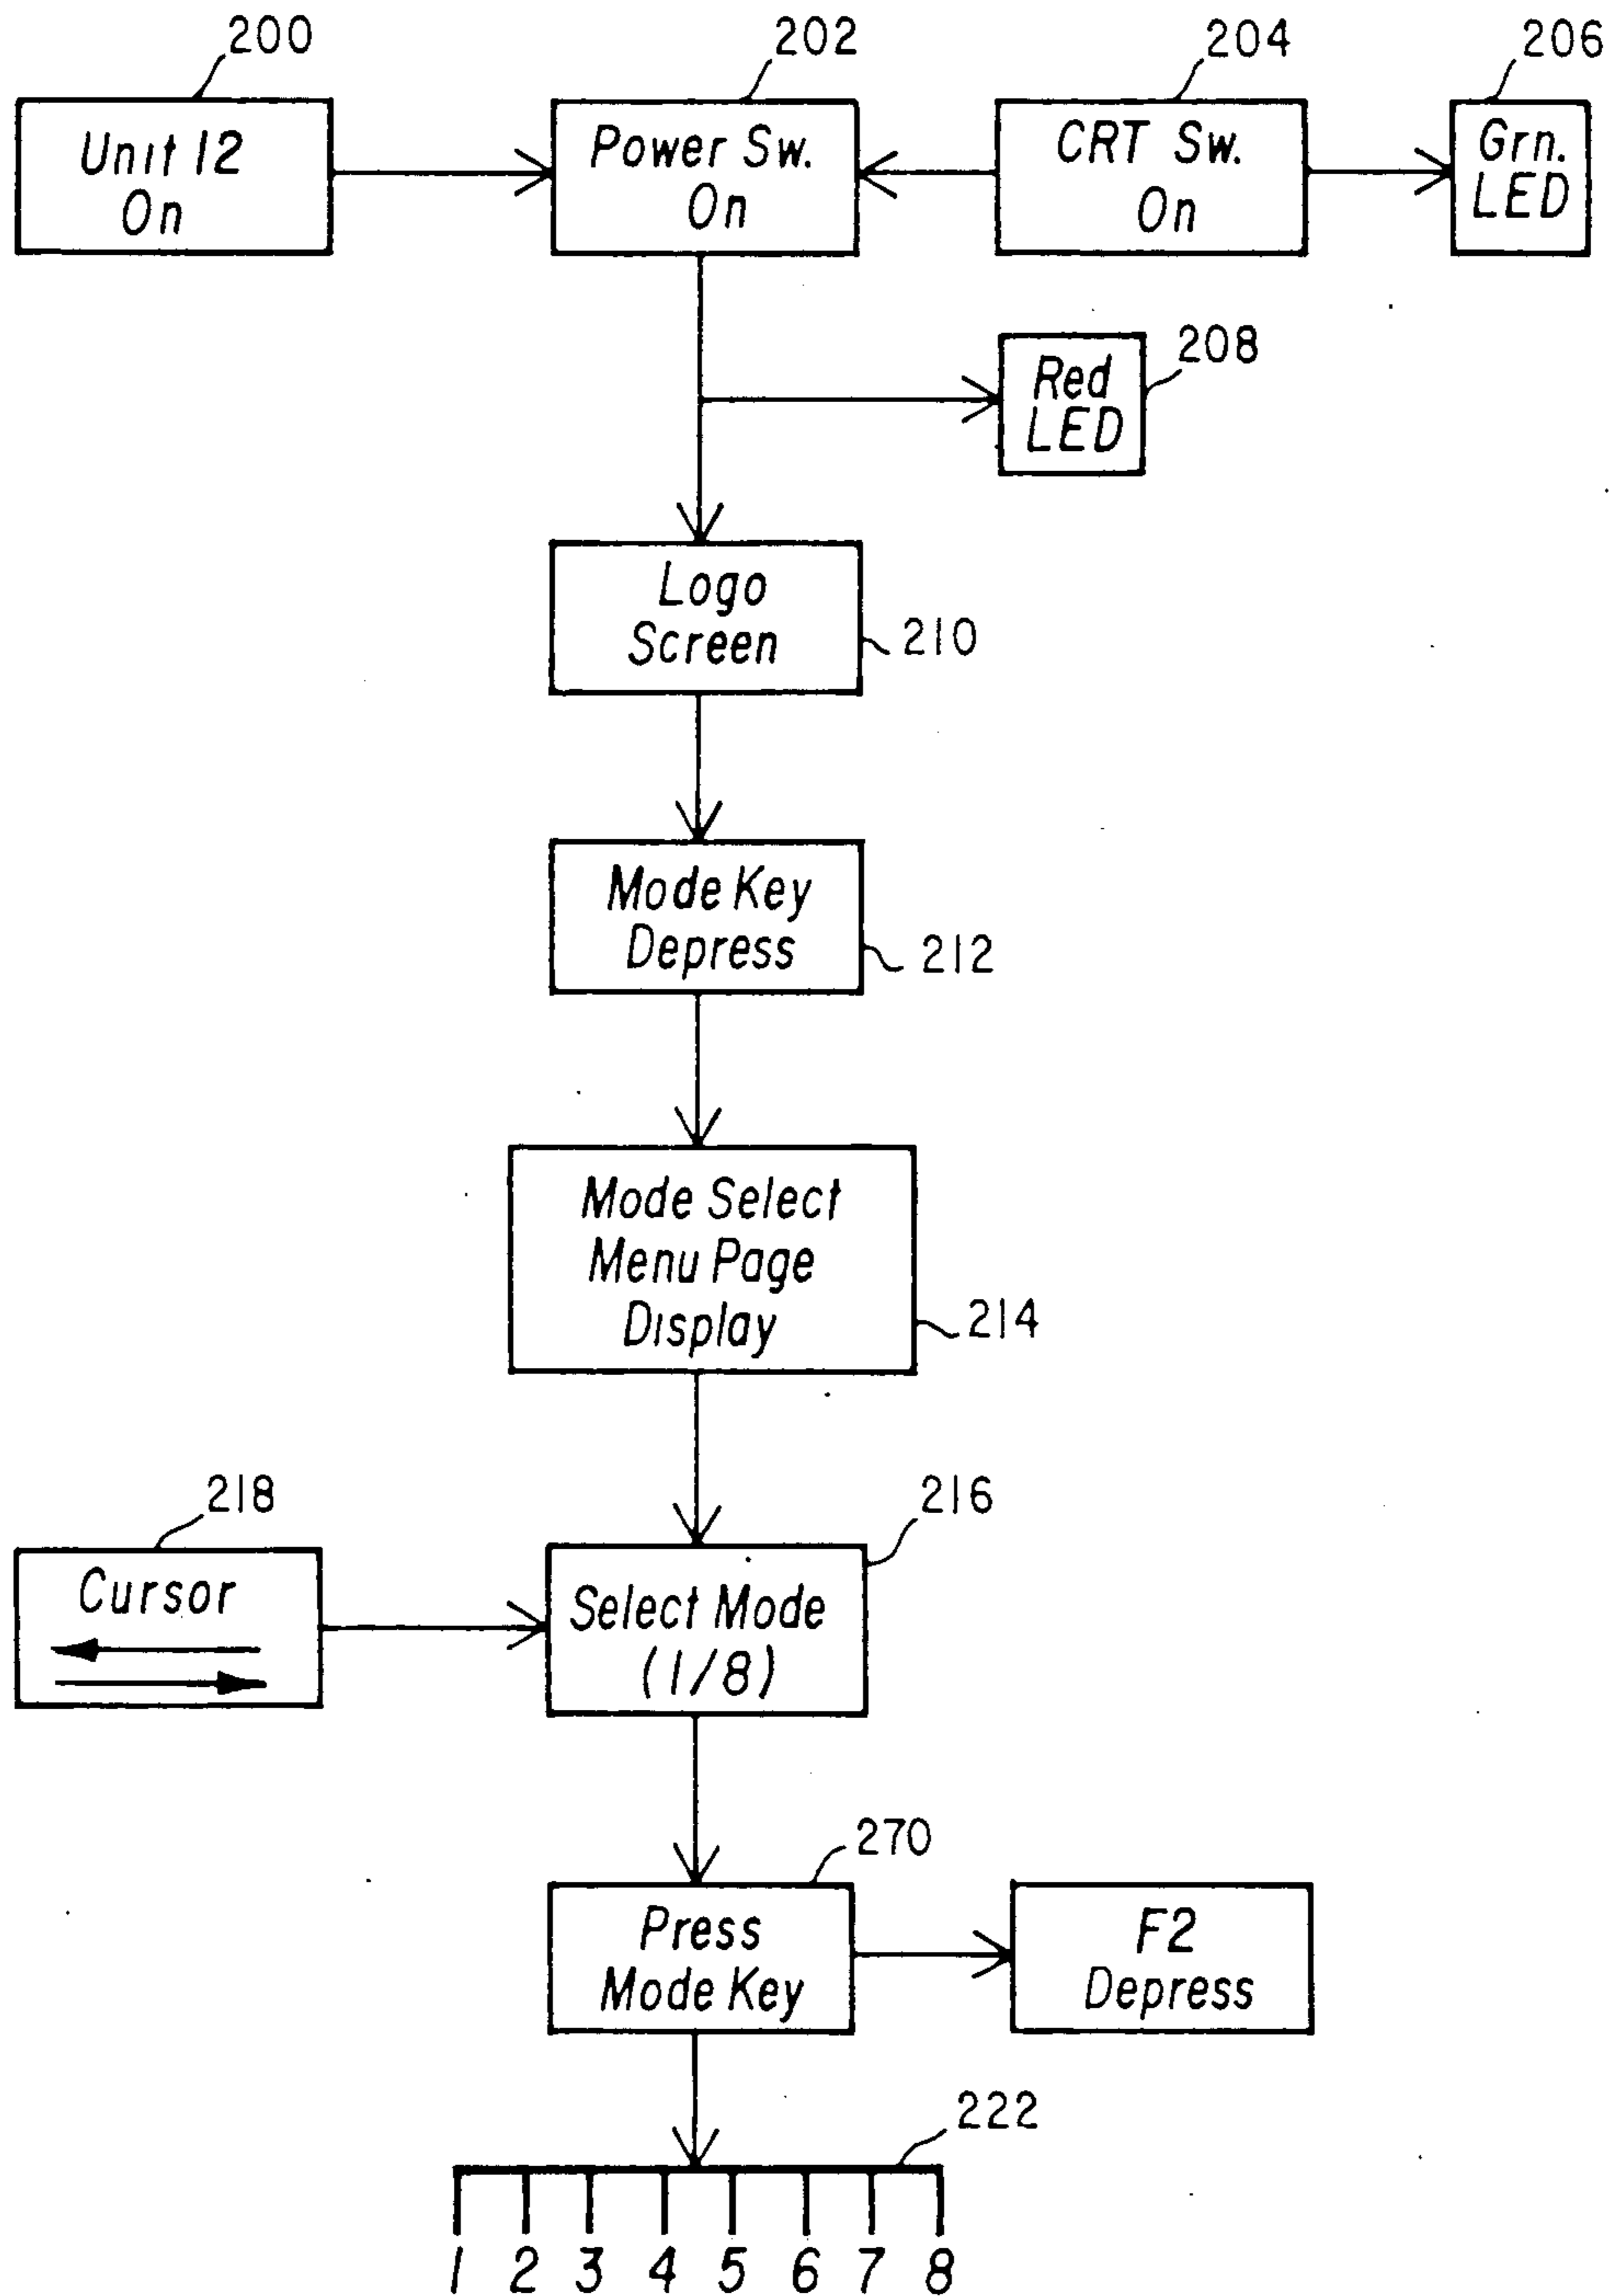 200
202
204
206
Unit 12
On
Power Sw.
On
CRT Sw.
On
Grn.
LED
208
Red
LED
Logo
Screen
210
Mode Key
Depress
212
Mode Select
Menu Page
Display
214
218
216
Cursor
Select Mode
(1/8)
270
Press
Mode Key
F2
Depress
222
1 2 3 4 5 6 7 8